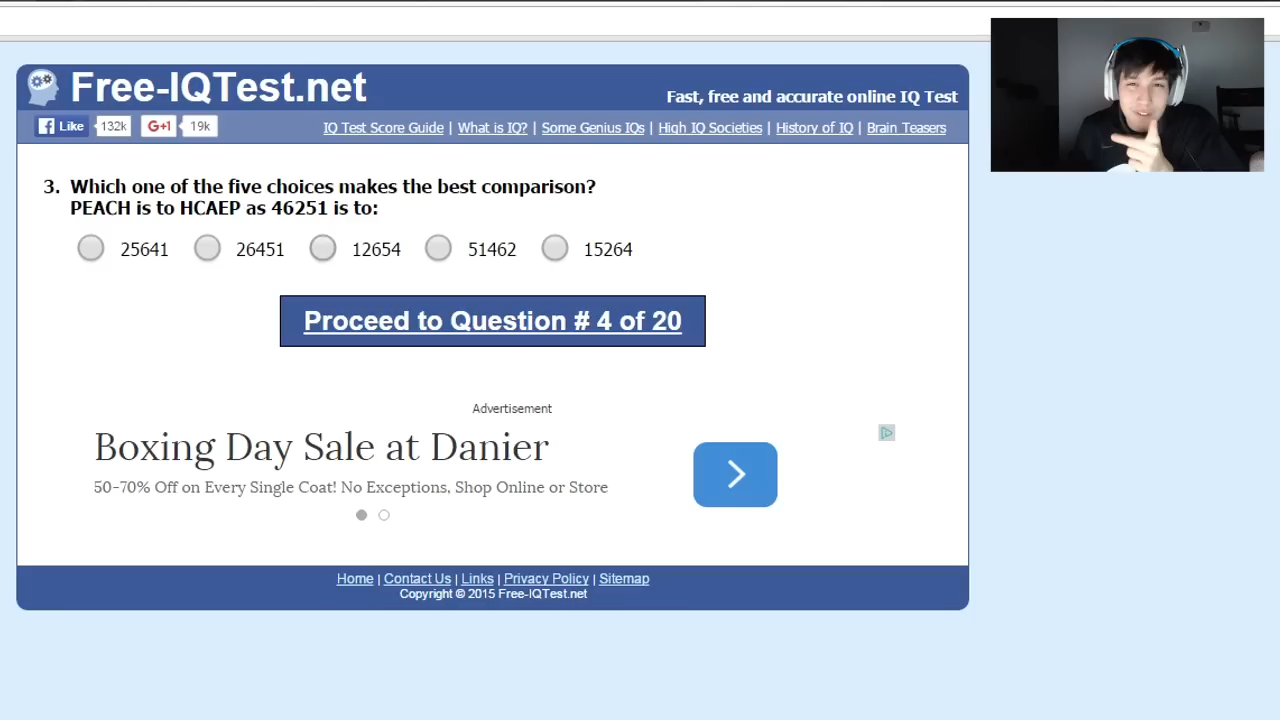 Free-IQTest.net
Fast, free and accurate online IQ Test
Like 132k G+1 19k
IQ Test Score Guide | What is IQ? | Some Genius IQs | High IQ Societies | History of IQ | Brain Teasers
3. Which one of the five choices makes the best comparison?
PEACH is to HCAEP as 46251 is to:
25641 26451 12654 51462 15264
Proceed to Question # 4 of 20
Advertisement
Boxing Day Sale at Danier
50-70% Off on Every Single Coat! No Exceptions, Shop Online or Store
Home | Contact Us | Links | Privacy Policy | Sitemap
Copyright © 2015 Free-IQTest.net